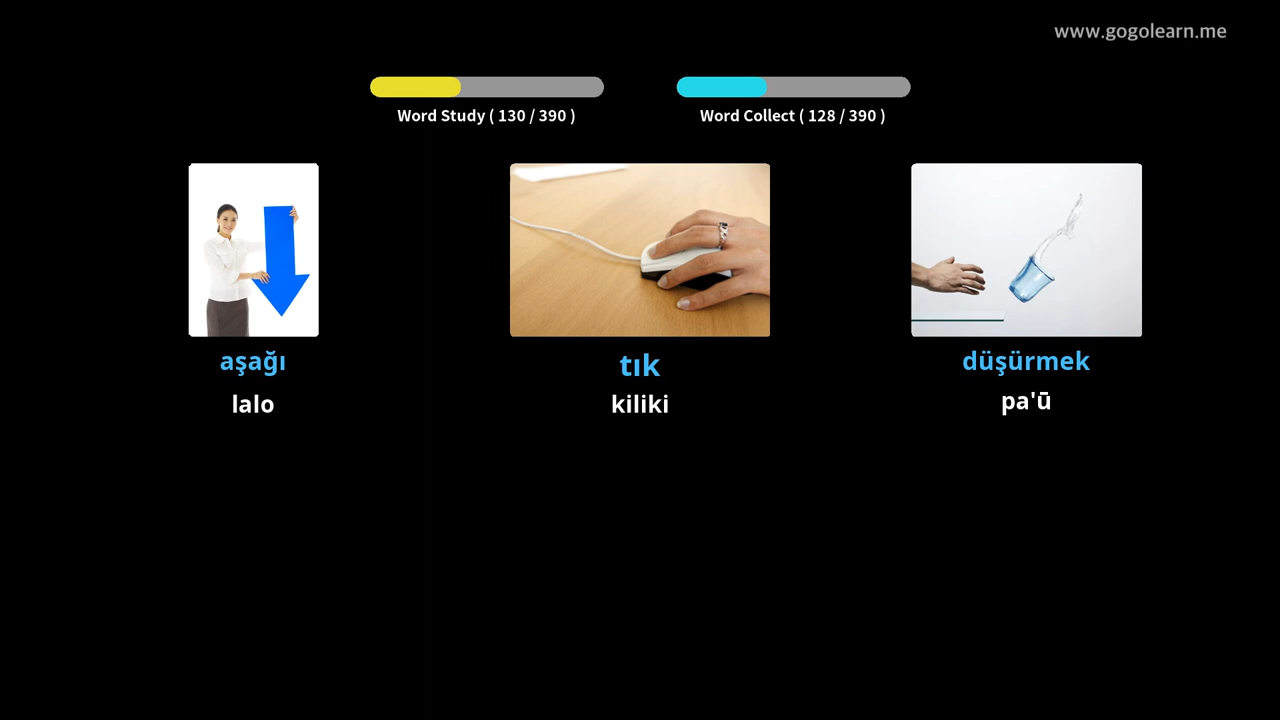 www.gogolearn.me
Word Study ( 130 / 390 )
Word Collect ( 128 / 390 )
aşağı
lalo
tık
kiliki
düşürmek
pa'ū